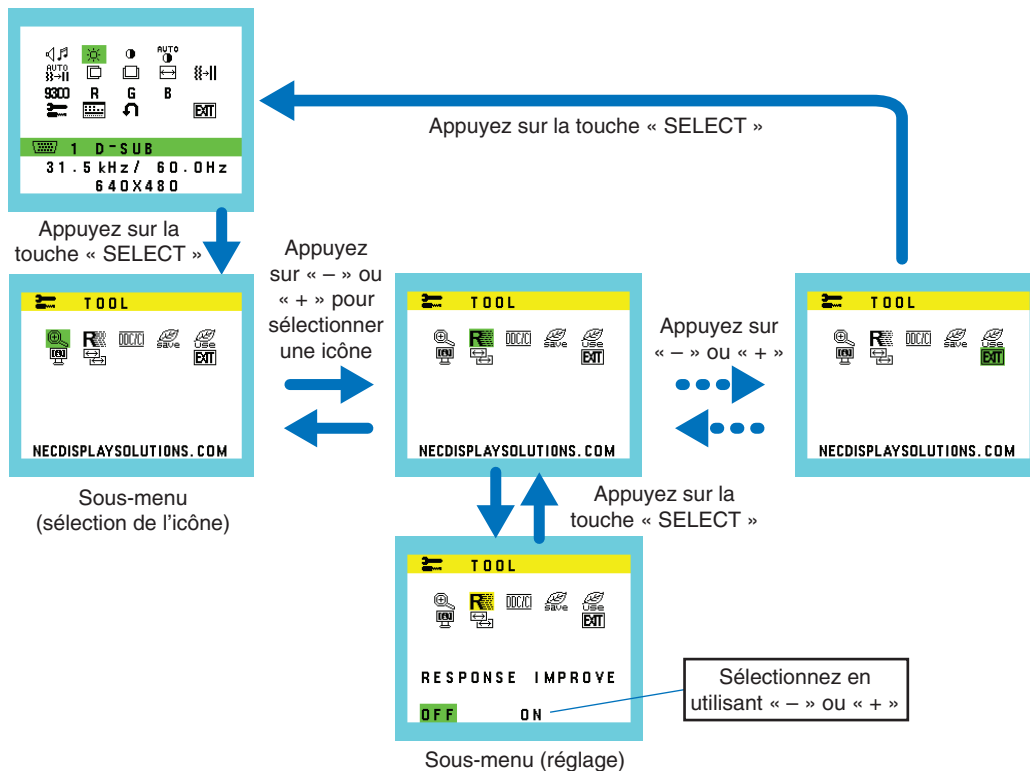 AUTO
AUTO
9300 R G B
EXIT
1 D-SUB
31.5 kHz/ 60.0Hz
640X480
Appuyez sur la touche « SELECT »
Appuyez sur la
touche « SELECT »
TOOL
R DDC/CI save use
EXIT
NECDISPLAYSOLUTIONS.COM
Sous-menu
(sélection de l'icône)
Appuyez
sur « – » ou
« + » pour
sélectionner
une icône
TOOL
R DDC/CI save use
EXIT
NECDISPLAYSOLUTIONS.COM
Appuyez sur
« – » ou « + »
TOOL
R DDC/CI save use
EXIT
NECDISPLAYSOLUTIONS.COM
Appuyez sur la
touche « SELECT »
TOOL
R DDC/CI save use
EXIT
RESPONSE IMPROVE
OFF ON
Sélectionnez en
utilisant « – » ou « + »
Sous-menu (réglage)